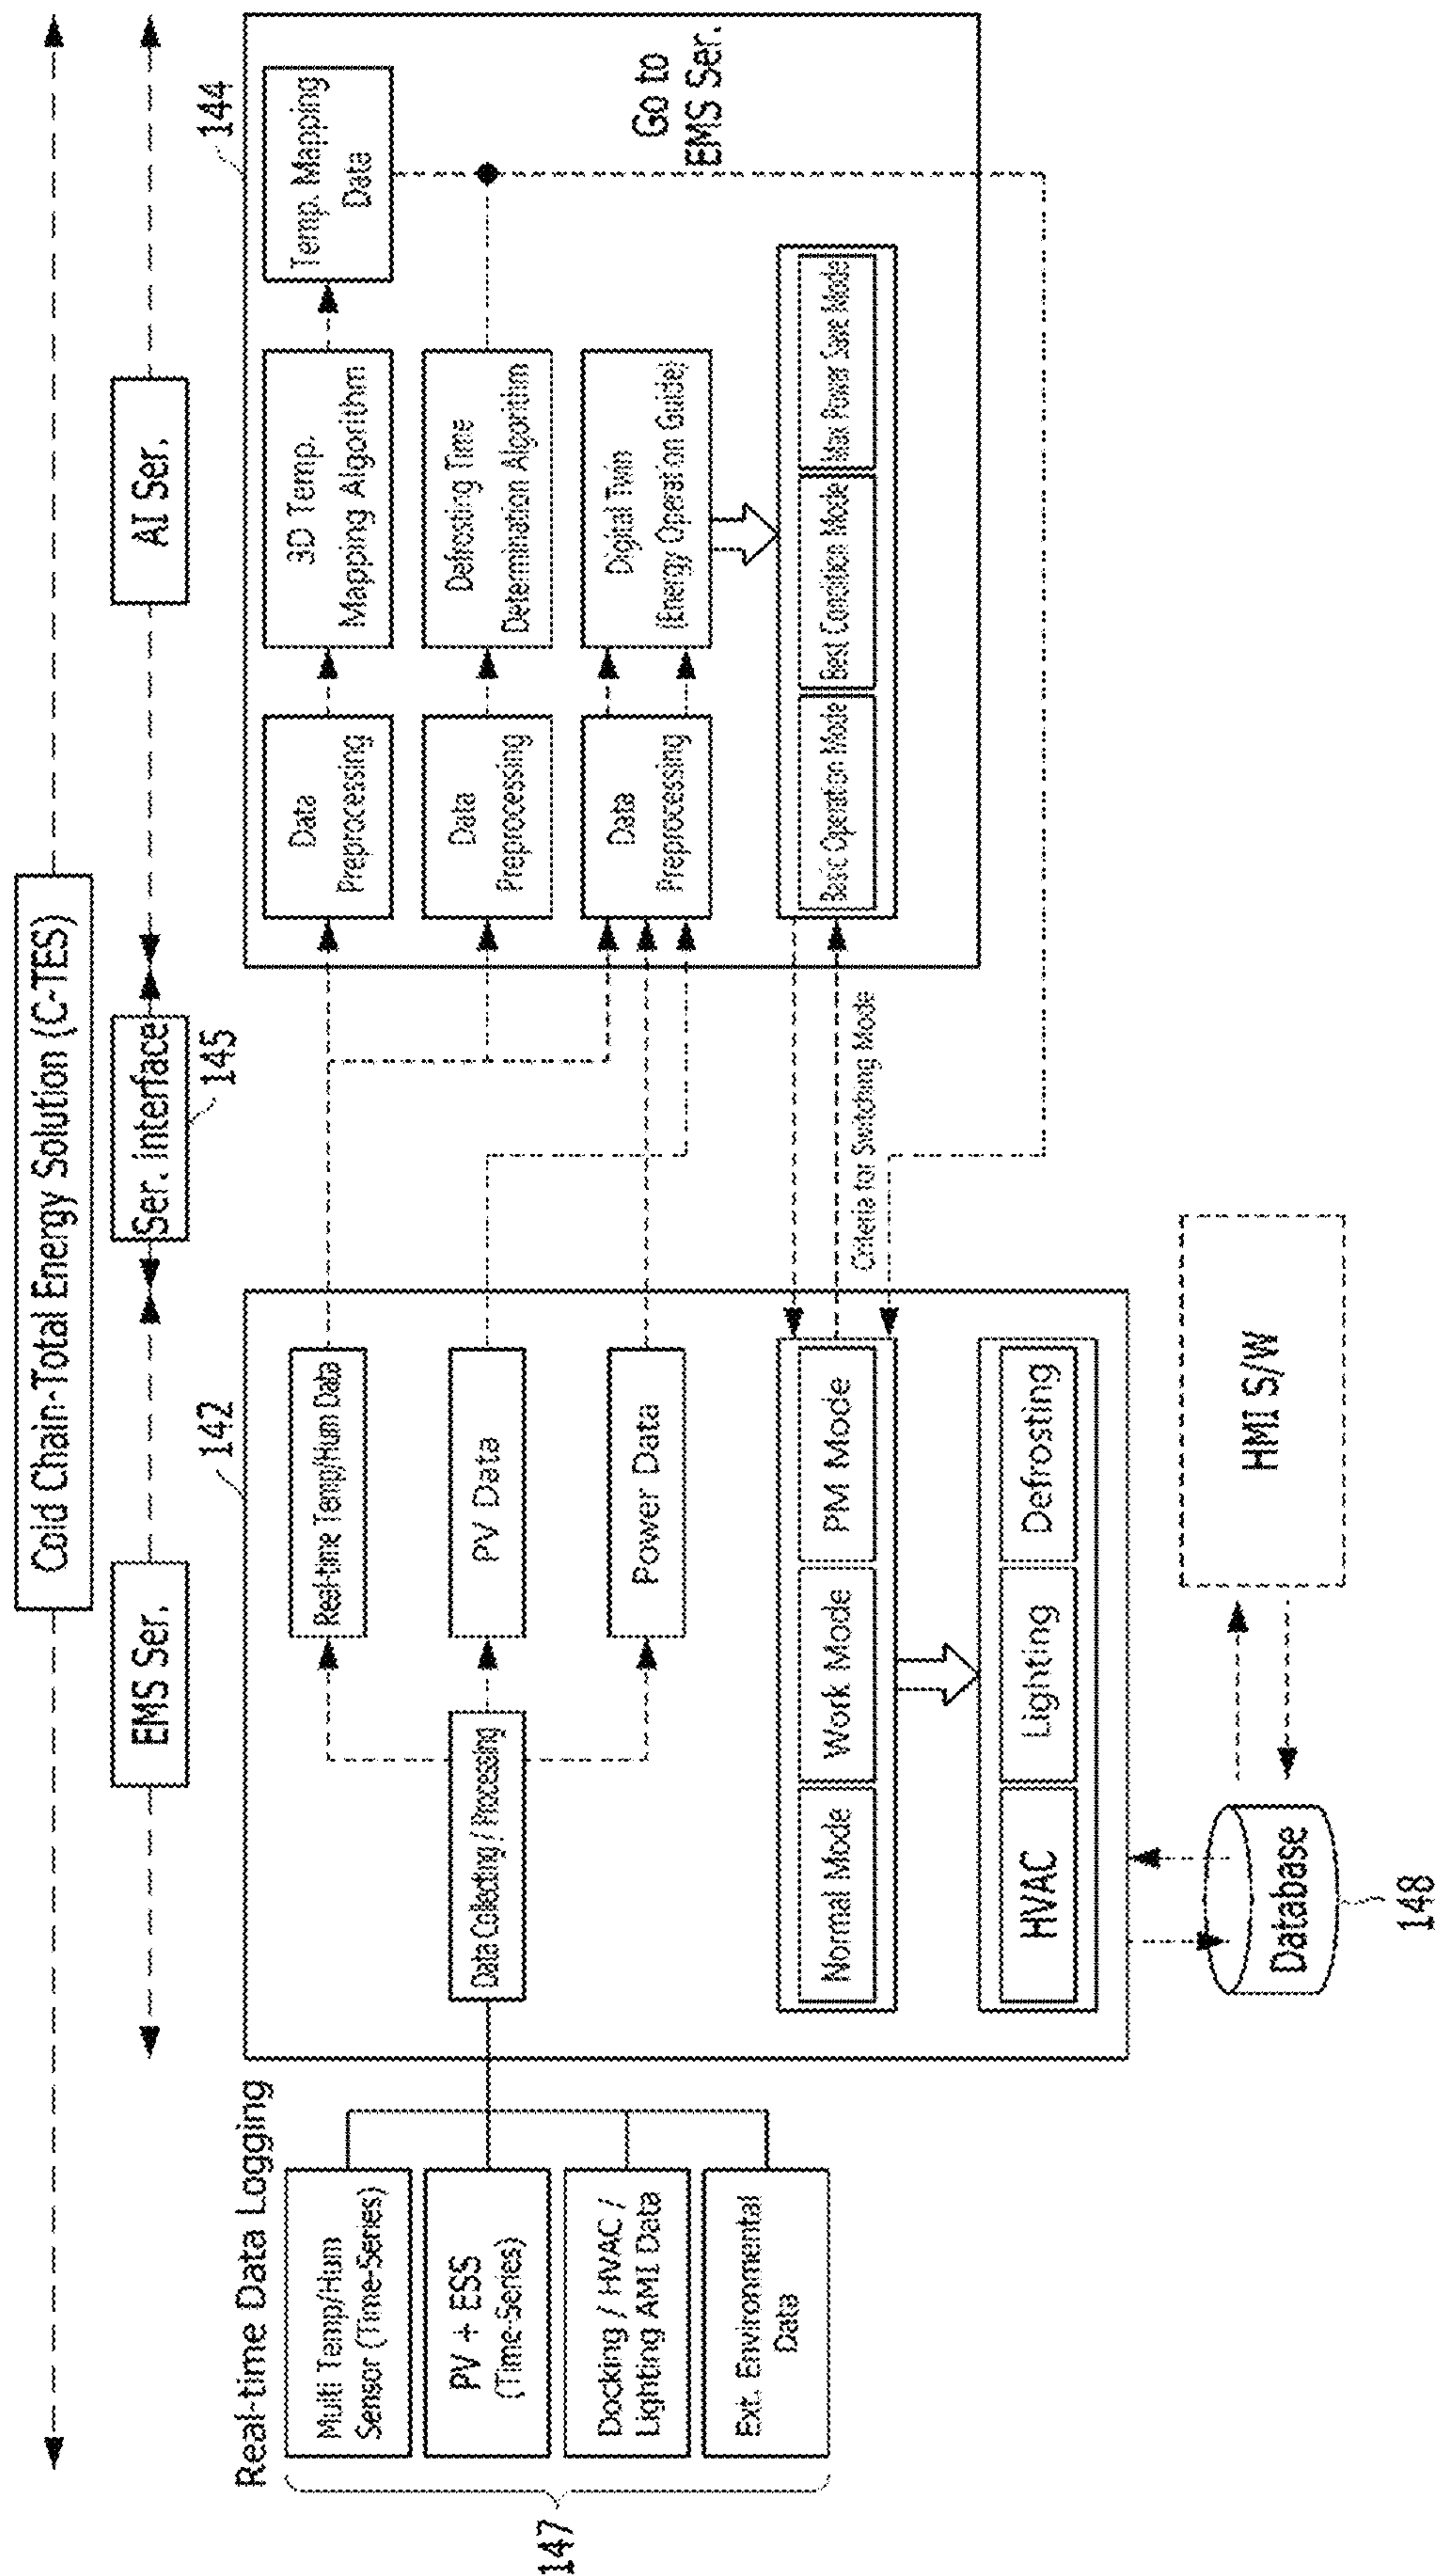 Cold Chain-Total Energy Solution (C-TES)
EMS Ser.
Ser. interface
AI Ser.
145
Real-time Data Logging
142
144
Multi Temp/Hum
Sensor (Time-Series)
PV + ESS
(Time-Series)
Docking / HVAC /
Lighting AMI Data
Ext. Environmental
Data
147
Data Collecting / Processing
Real-time Temp/Hum Data
PV Data
Power Data
Normal Mode
Work Mode
PM Mode
HVAC
Lighting
Defrosting
Criteria for Switching Mode
Data
Preprocessing
3D Temp.
Mapping Algorithm
Temp. Mapping
Data
Data
Preprocessing
Defrosting Time
Determination Algorithm
Data
Preprocessing
Digital Twin
(Energy Operation Guide)
Basic Operation Mode
Best Condition Mode
Max Power Save Mode
Go to
EMS Ser.
Database
148
HMI S/W